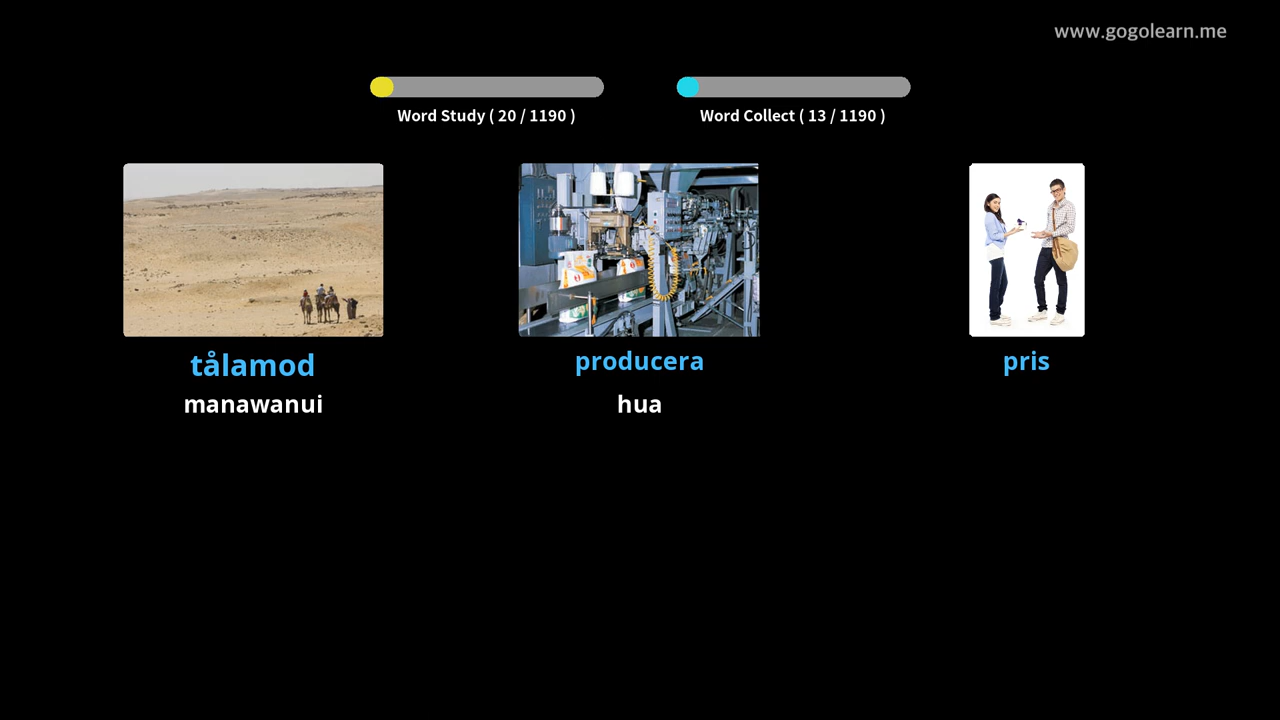 www.gogolearn.me
Word Study ( 20 / 1190 )
Word Collect ( 13 / 1190 )
tålamod
manawanui
producera
hua
pris